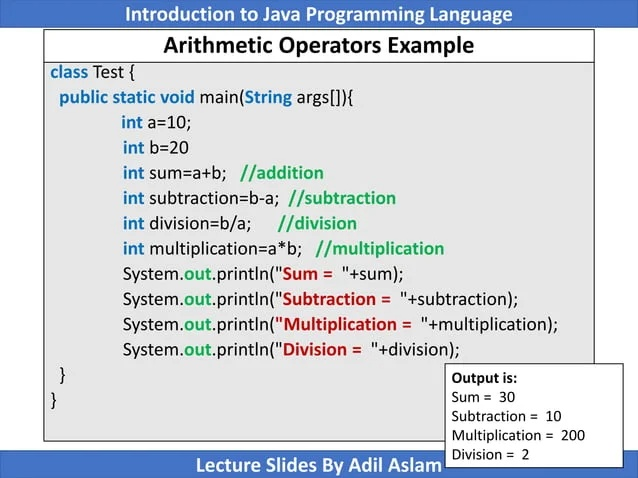 Introduction to Java Programming Language
Arithmetic Operators Example
class Test {
public static void main(String args[]){
int a=10;
int b=20
int sum=a+b; //addition
int subtraction=b-a; //subtraction
int division=b/a; //division
int multiplication=a*b; //multiplication
System.out.println("Sum = "+sum);
System.out.println("Subtraction = "+subtraction);
System.out.println("Multiplication = "+multiplication);
System.out.println("Division = "+division);
}
}
Output is:
Sum = 30
Subtraction = 10
Multiplication = 200
Division = 2
Lecture Slides By Adil Aslam